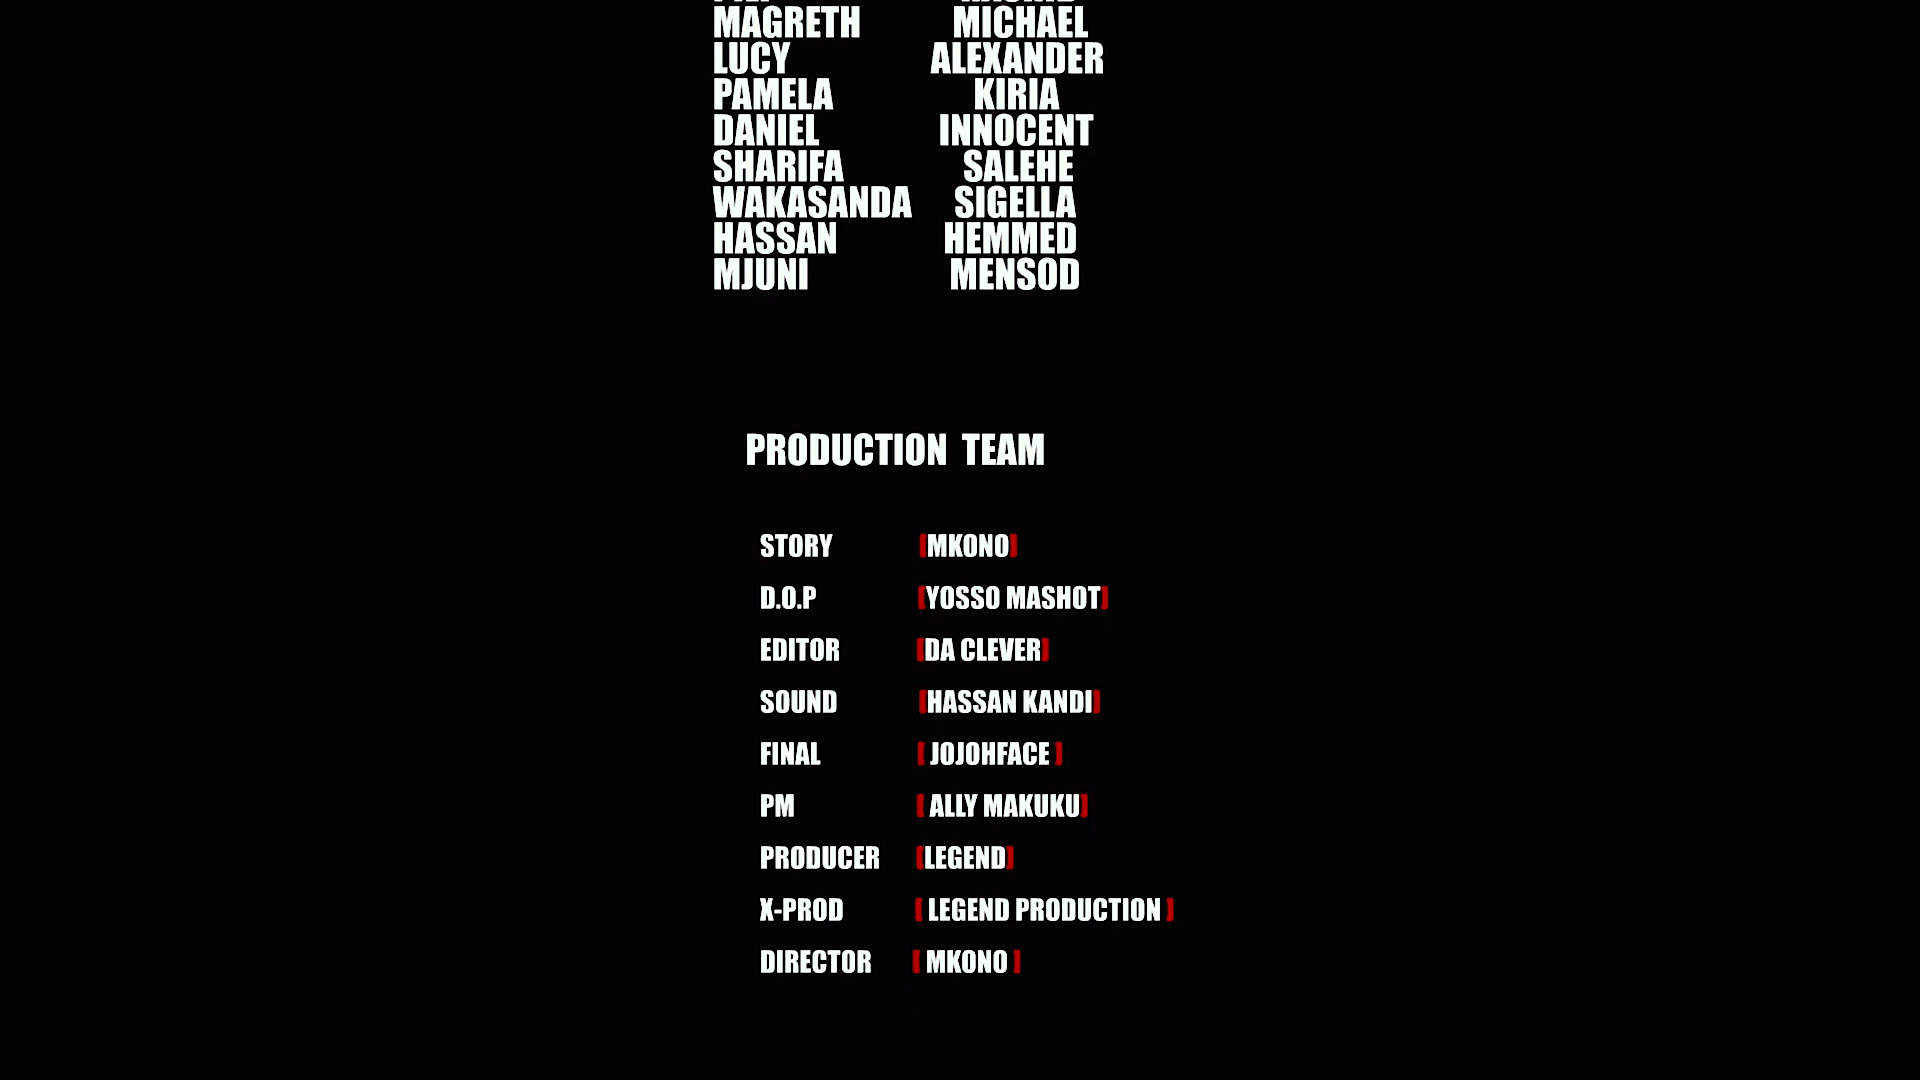 MAGRETH MICHAEL
LUCY ALEXANDER
PAMELA KIRIA
DANIEL INNOCENT
SHARIFA SALEHE
WAKASANDA SIGELLA
HASSAN HEMMED
MJUNI MENSOD
PRODUCTION TEAM
STORY [MKONO]
D.O.P [YOSSO MASHOT]
EDITOR [DA CLEVER]
SOUND [HASSAN KANDI]
FINAL [ JOJOHFACE ]
PM [ ALLY MAKUKU]
PRODUCER [LEGEND]
X-PROD [ LEGEND PRODUCTION ]
DIRECTOR [ MKONO ]